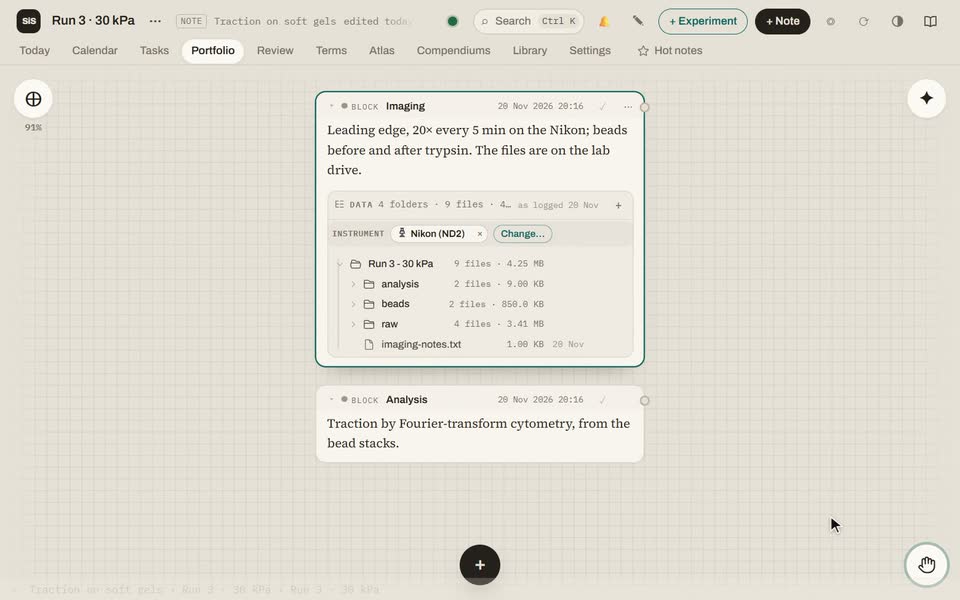 SiS Run 3 · 30 kPa ··· NOTE Traction on soft gels edited today Search Ctrl K + Experiment + Note
Today Calendar Tasks Portfolio Review Terms Atlas Compendiums Library Settings Hot notes
91%
BLOCK Imaging 20 Nov 2026 20:16 ✓ ···
Leading edge, 20× every 5 min on the Nikon; beads
before and after trypsin. The files are on the lab
drive.
DATA 4 folders · 9 files · 4… as logged 20 Nov +
INSTRUMENT Nikon (ND2) × Change...
Run 3 - 30 kPa 9 files · 4.25 MB
analysis 2 files · 9.00 KB
beads 2 files · 850.0 KB
raw 4 files · 3.41 MB
imaging-notes.txt 1.00 KB 20 Nov
BLOCK Analysis 20 Nov 2026 20:16 ✓
Traction by Fourier-transform cytometry, from the
bead stacks.
+
Traction on soft gels › Run 3 · 30 kPa › Run 3 · 30 kPa